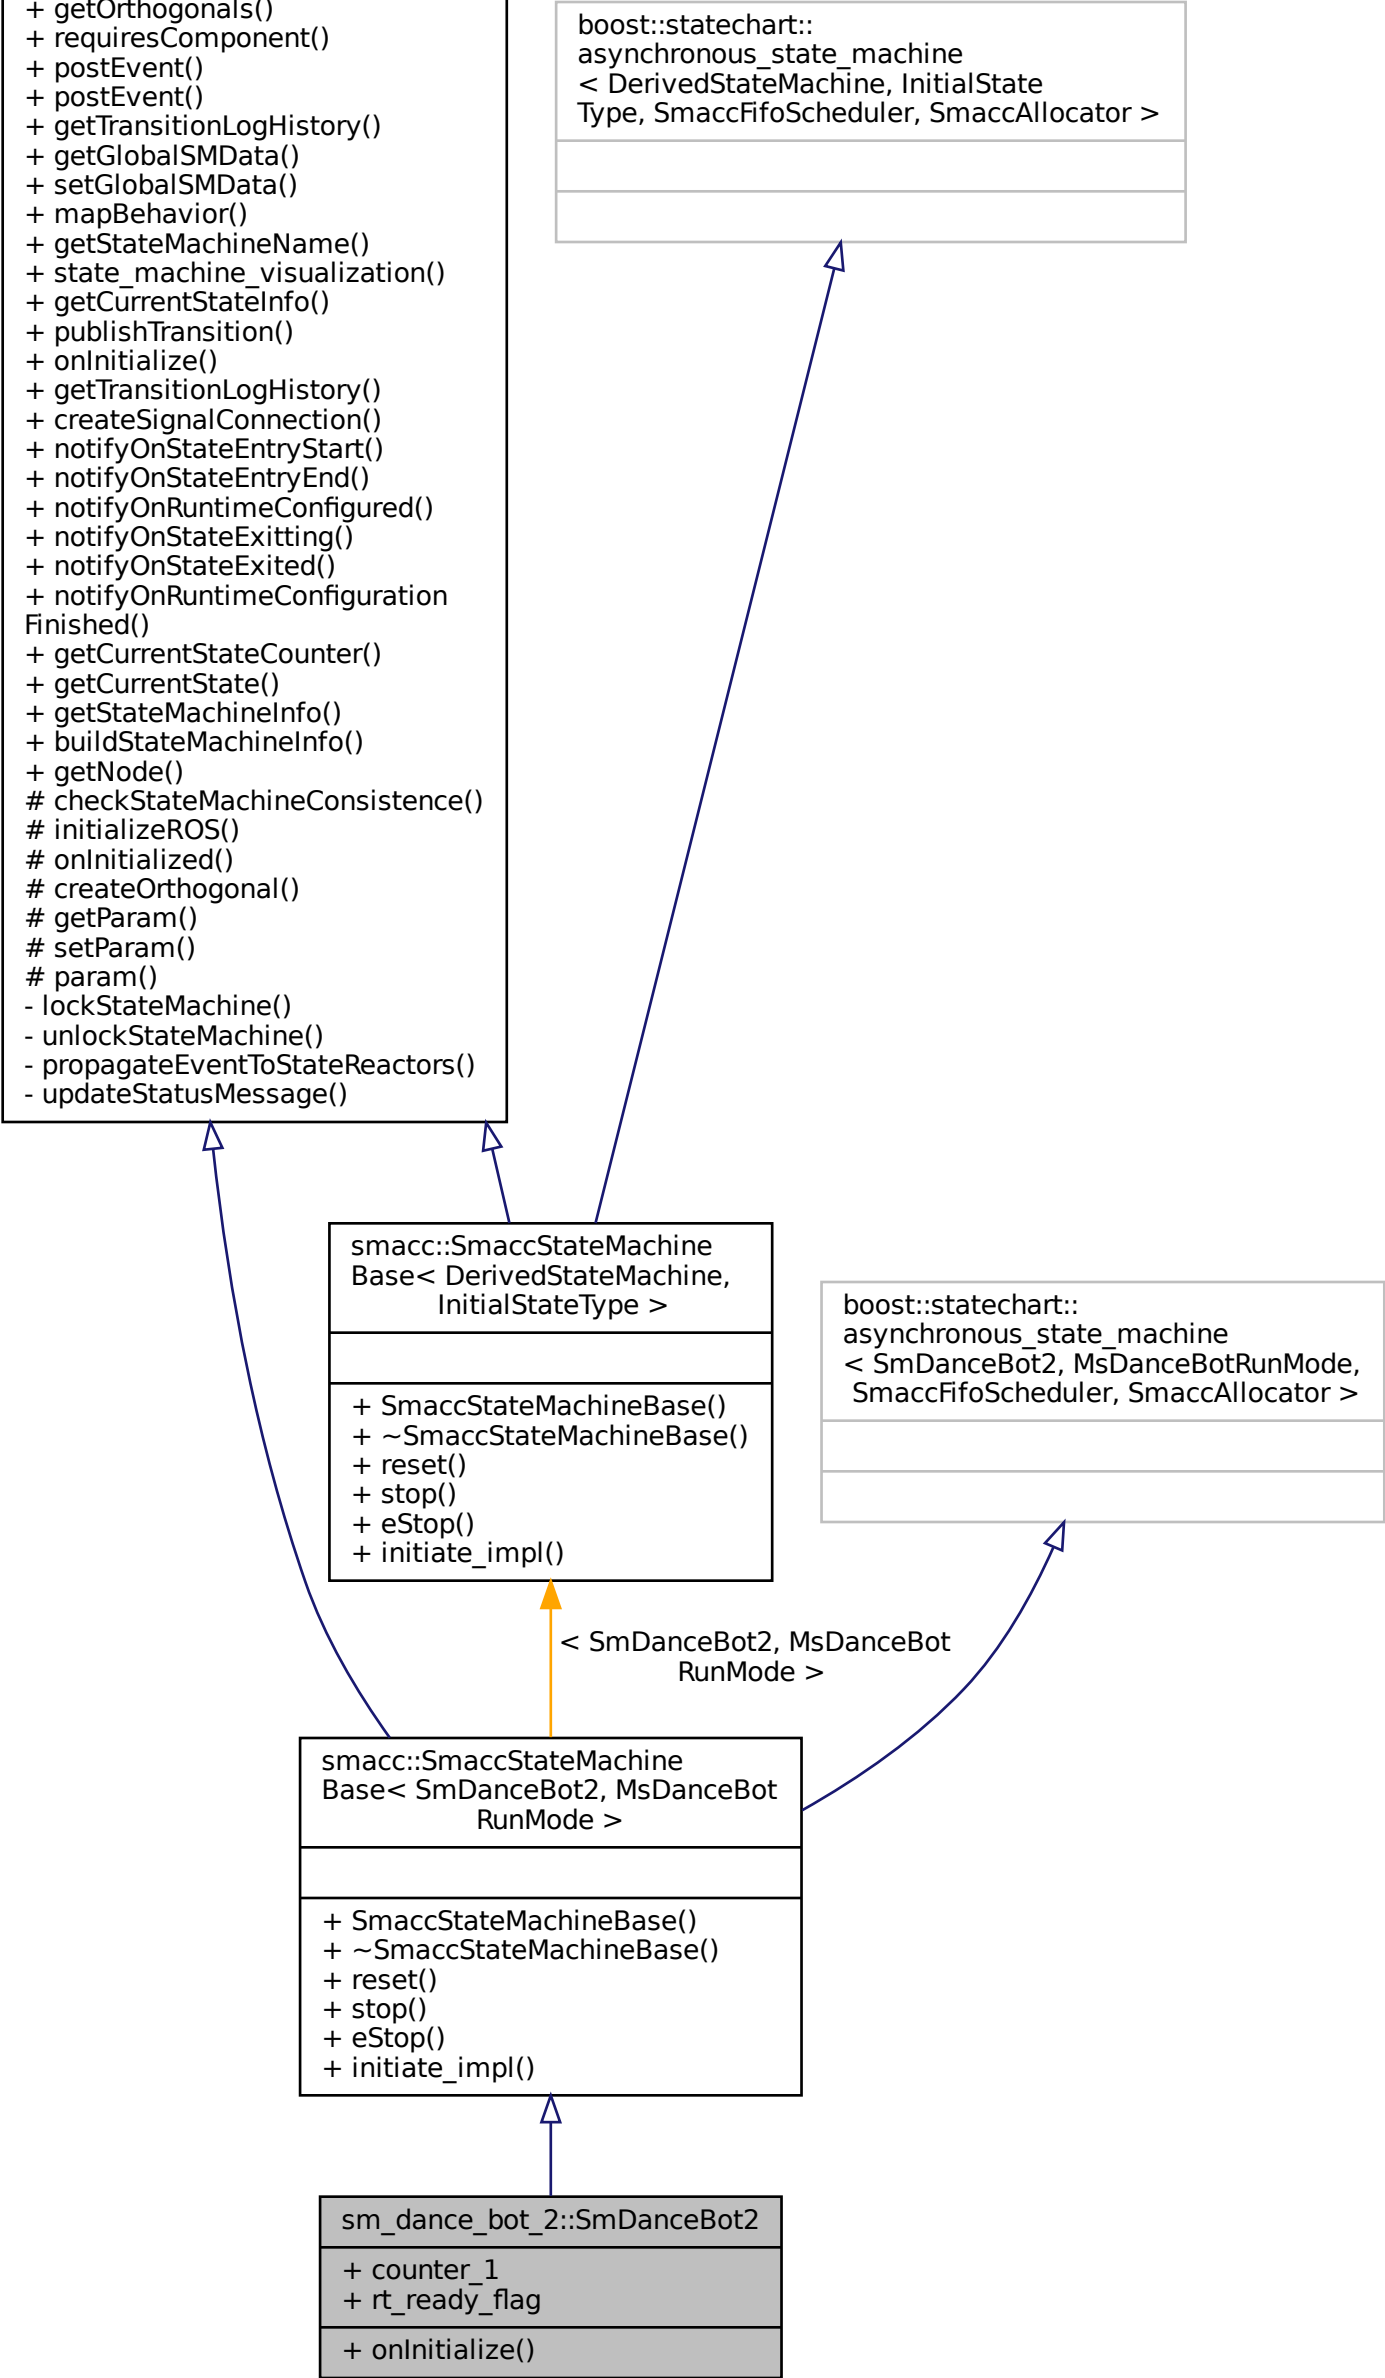 + getOrthogonals()
+ requiresComponent()
+ postEvent()
+ postEvent()
+ getTransitionLogHistory()
+ getGlobalSMData()
+ setGlobalSMData()
+ mapBehavior()
+ getStateMachineName()
+ state_machine_visualization()
+ getCurrentStateInfo()
+ publishTransition()
+ onInitialize()
+ getTransitionLogHistory()
+ createSignalConnection()
+ notifyOnStateEntryStart()
+ notifyOnStateEntryEnd()
+ notifyOnRuntimeConfigured()
+ notifyOnStateExitting()
+ notifyOnStateExited()
+ notifyOnRuntimeConfiguration
Finished()
+ getCurrentStateCounter()
+ getCurrentState()
+ getStateMachineInfo()
+ buildStateMachineInfo()
+ getNode()
# checkStateMachineConsistence()
# initializeROS()
# onInitialized()
# createOrthogonal()
# getParam()
# setParam()
# param()
- lockStateMachine()
- unlockStateMachine()
- propagateEventToStateReactors()
- updateStatusMessage()
boost::statechart::
asynchronous_state_machine
< DerivedStateMachine, InitialState
Type, SmaccFifoScheduler, SmaccAllocator >
smacc::SmaccStateMachine
Base< DerivedStateMachine,
InitialStateType >
+ SmaccStateMachineBase()
+ ~SmaccStateMachineBase()
+ reset()
+ stop()
+ eStop()
+ initiate_impl()
boost::statechart::
asynchronous_state_machine
< SmDanceBot2, MsDanceBotRunMode,
SmaccFifoScheduler, SmaccAllocator >
< SmDanceBot2, MsDanceBot
RunMode >
smacc::SmaccStateMachine
Base< SmDanceBot2, MsDanceBot
RunMode >
+ SmaccStateMachineBase()
+ ~SmaccStateMachineBase()
+ reset()
+ stop()
+ eStop()
+ initiate_impl()
sm_dance_bot_2::SmDanceBot2
+ counter_1
+ rt_ready_flag
+ onInitialize()